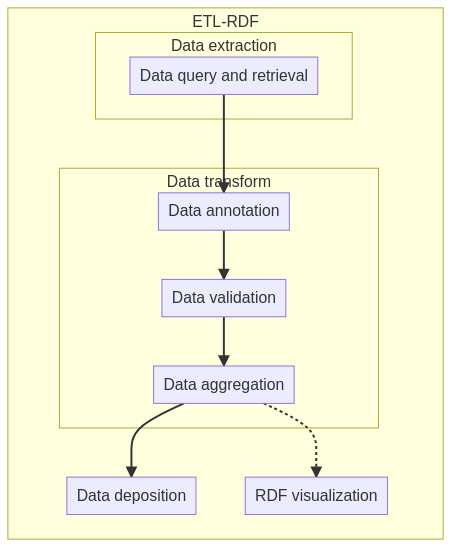 ETL-RDF
Data extraction
Data query and retrieval
Data transform
Data annotation
Data validation
Data aggregation
Data deposition
RDF visualization